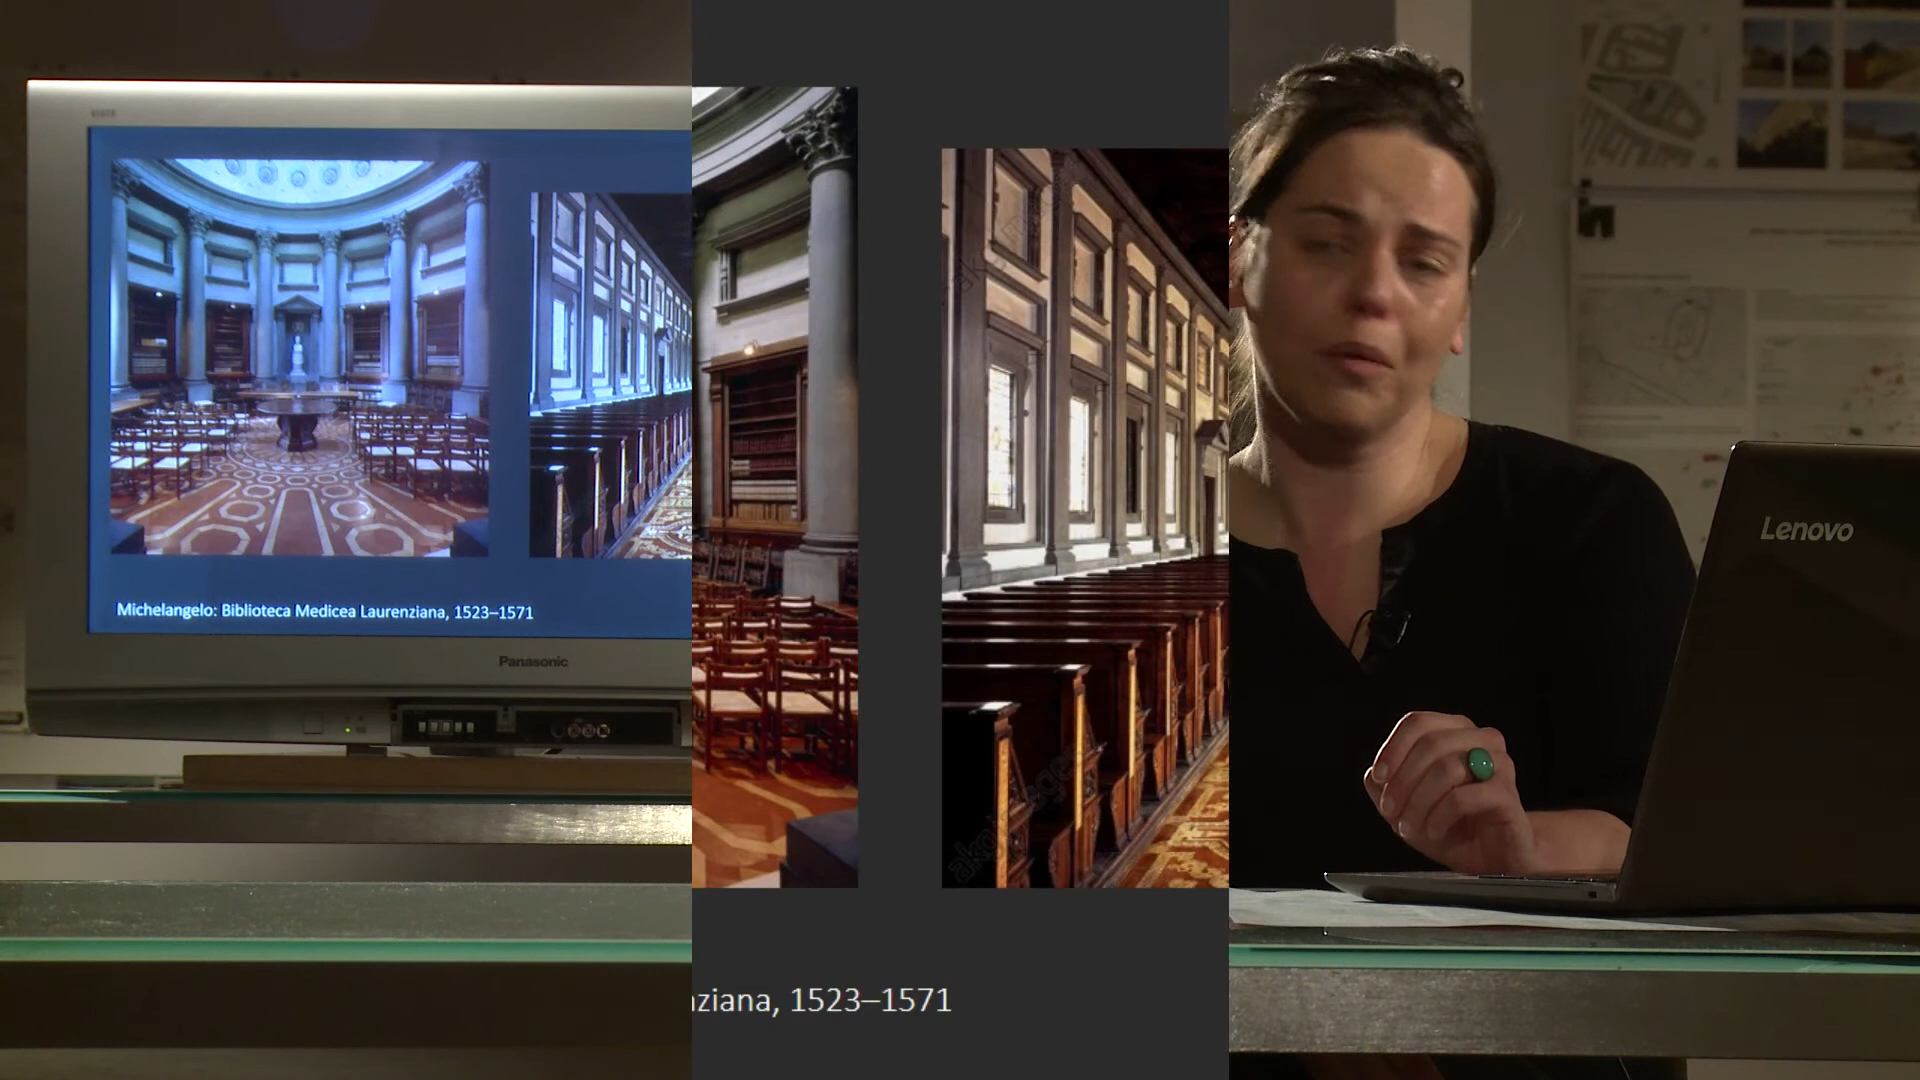 Michelangelo: Biblioteca Medicea Laurenziana, 1523–1571
Panasonic
nziana, 1523–1571
Lenovo